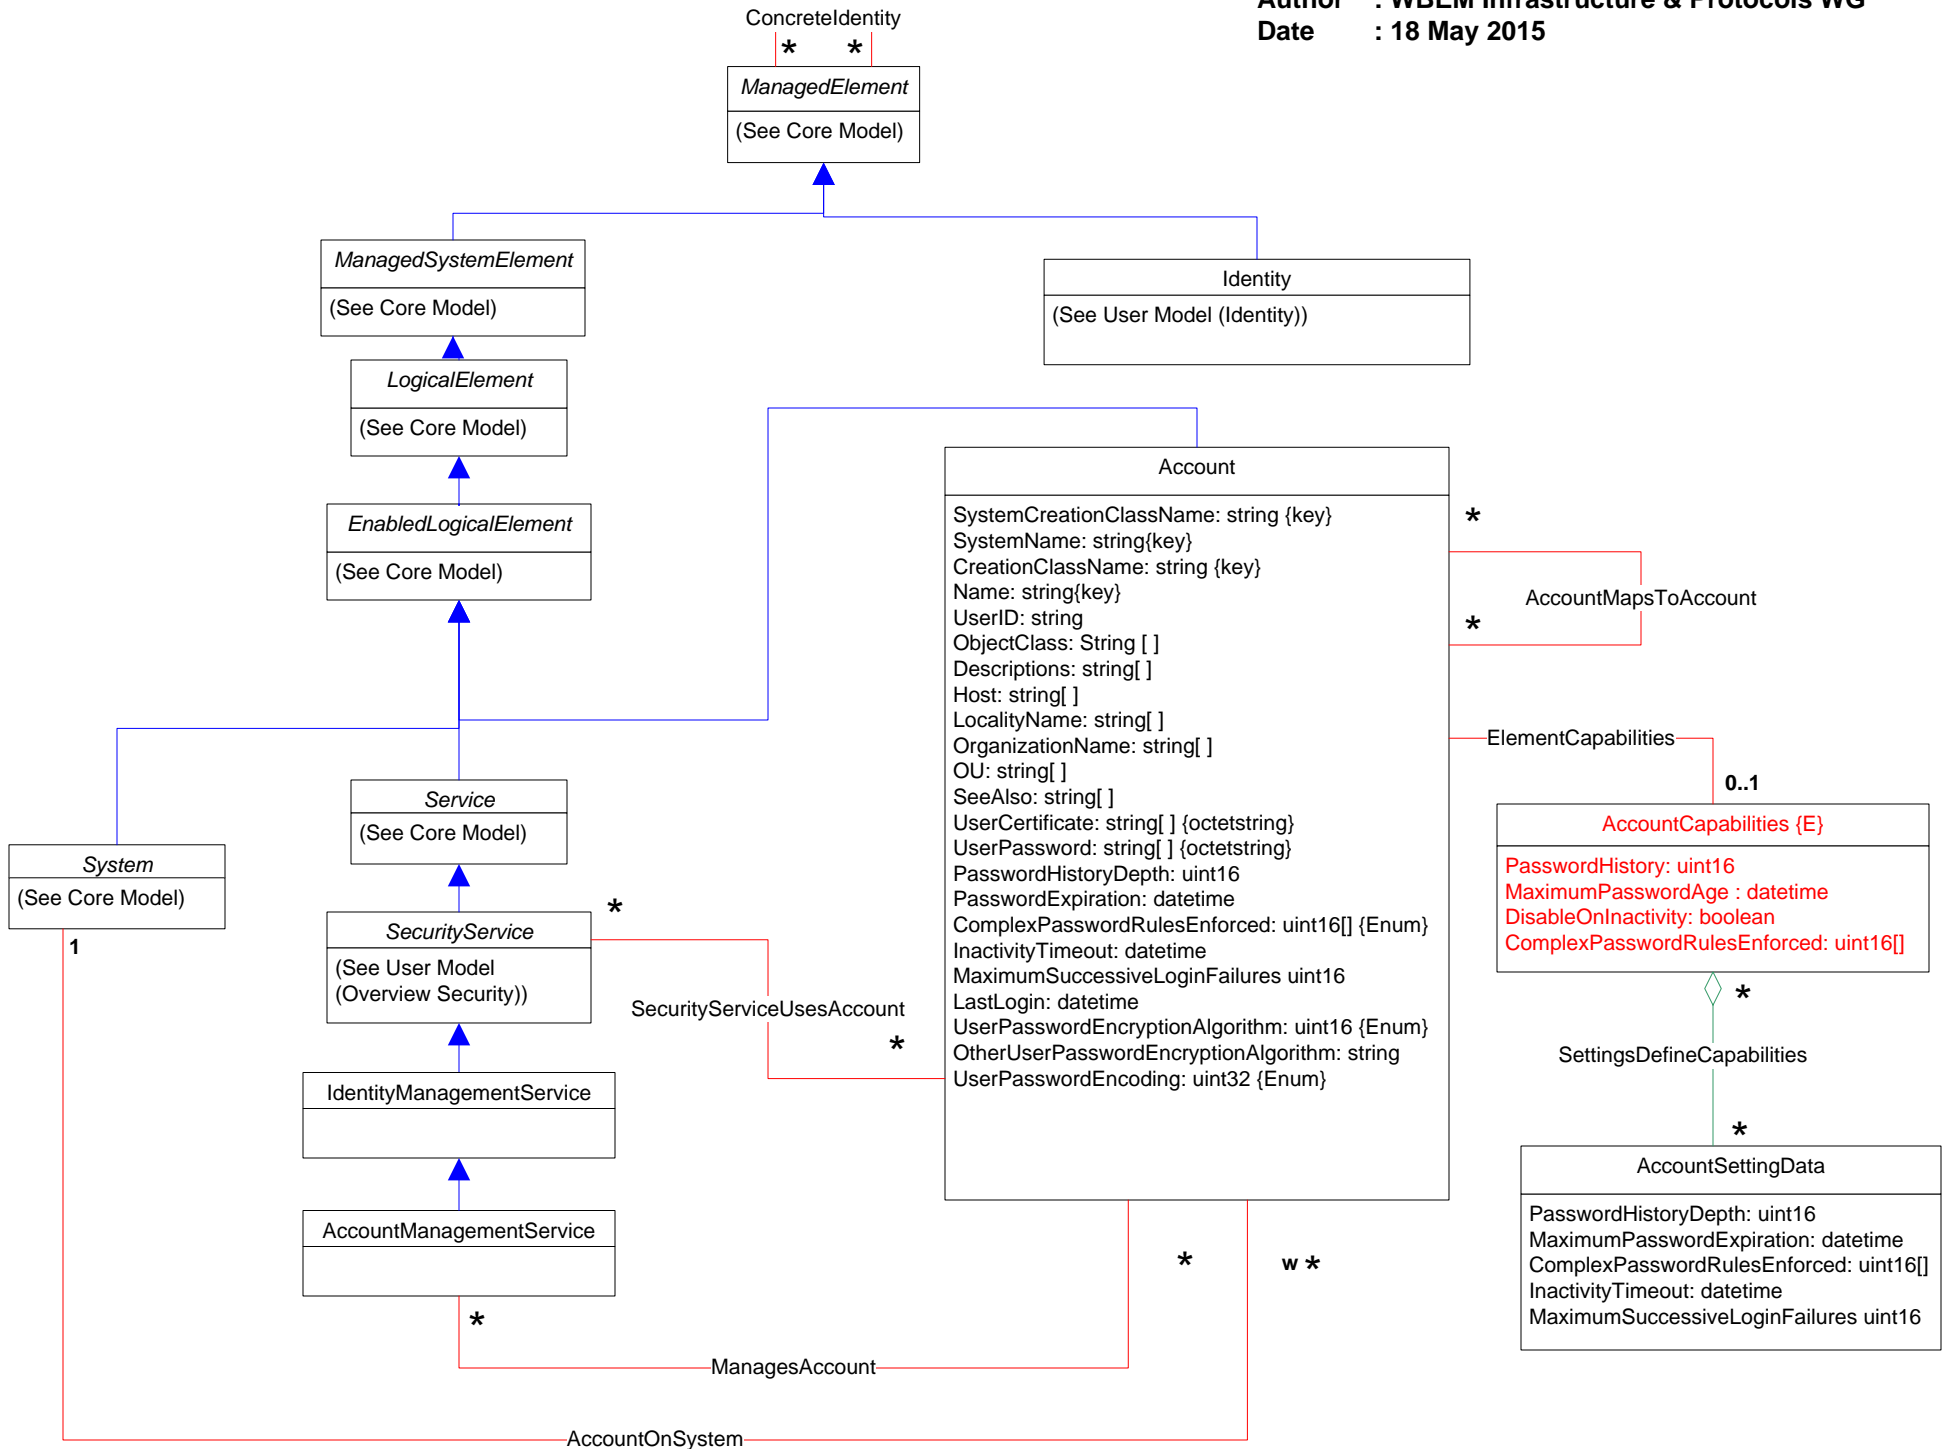 Author : WBEM Infrastructure & Protocols WG
Date : 18 May 2015
ConcreteIdentity
* *
ManagedElement
(See Core Model)
ManagedSystemElement
(See Core Model)
Identity
(See User Model (Identity))
LogicalElement
(See Core Model)
EnabledLogicalElement
(See Core Model)
Account
SystemCreationClassName: string {key}
SystemName: string{key}
CreationClassName: string {key}
Name: string{key}
UserID: string
ObjectClass: String [ ]
Descriptions: string[ ]
Host: string[ ]
LocalityName: string[ ]
OrganizationName: string[ ]
OU: string[ ]
SeeAlso: string[ ]
UserCertificate: string[ ] {octetstring}
UserPassword: string[ ] {octetstring}
PasswordHistoryDepth: uint16
PasswordExpiration: datetime
ComplexPasswordRulesEnforced: uint16[] {Enum}
InactivityTimeout: datetime
MaximumSuccessiveLoginFailures uint16
LastLogin: datetime
UserPasswordEncryptionAlgorithm: uint16 {Enum}
OtherUserPasswordEncryptionAlgorithm: string
UserPasswordEncoding: uint32 {Enum}
*
AccountMapsToAccount
*
ElementCapabilities
0..1
AccountCapabilities {E}
PasswordHistory: uint16
MaximumPasswordAge : datetime
DisableOnInactivity: boolean
ComplexPasswordRulesEnforced: uint16[]
*
SettingsDefineCapabilities
*
AccountSettingData
PasswordHistoryDepth: uint16
MaximumPasswordExpiration: datetime
ComplexPasswordRulesEnforced: uint16[]
InactivityTimeout: datetime
MaximumSuccessiveLoginFailures uint16
Service
(See Core Model)
System
(See Core Model)
1
SecurityService
(See User Model
(Overview Security))
*
SecurityServiceUsesAccount
*
IdentityManagementService
AccountManagementService
*
*
w *
ManagesAccount
AccountOnSystem